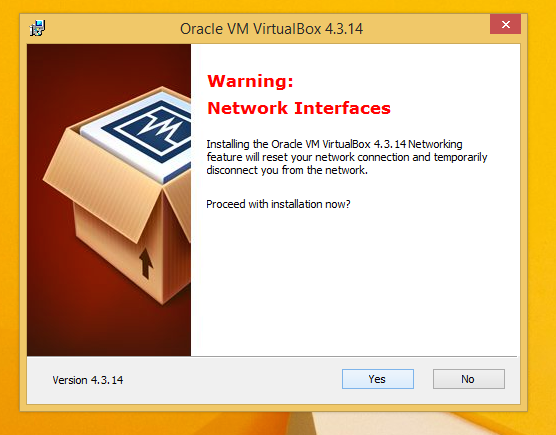 Oracle VM VirtualBox 4.3.14
Warning:
Network Interfaces
Installing the Oracle VM VirtualBox 4.3.14 Networking
feature will reset your network connection and temporarily
disconnect you from the network.
Proceed with installation now?
Version 4.3.14
Yes
No